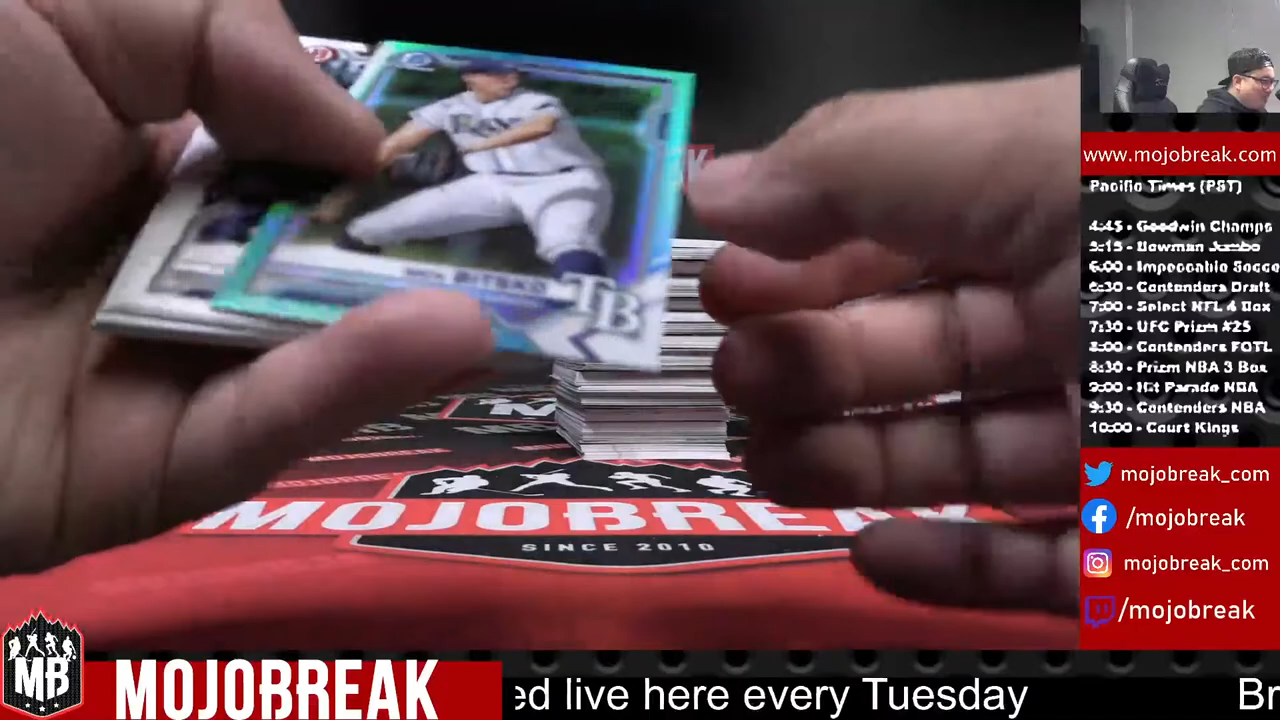 BITSKO
TB
www.mojobreak.com
Pacific Times (PST)
4:45 - Goodwin Champs
5:15 - Bowman Jumbo
6:00 - Impeccable Socce
6:30 - Contenders Draft
7:00 - Select NFL 4 Box
7:30 - UFC Prizm #25
8:00 - Contenders FOTL
8:30 - Prizm NBA 3 Box
9:00 - Hit Parade NBA
9:30 - Contenders NBA
10:00 - Court Kings
mojobreak_com
/mojobreak
mojobreak_com
/mojobreak
MOJOBREAK
SINCE 2010
MB
MOJOBREAK
ed live here every Tuesday
Br